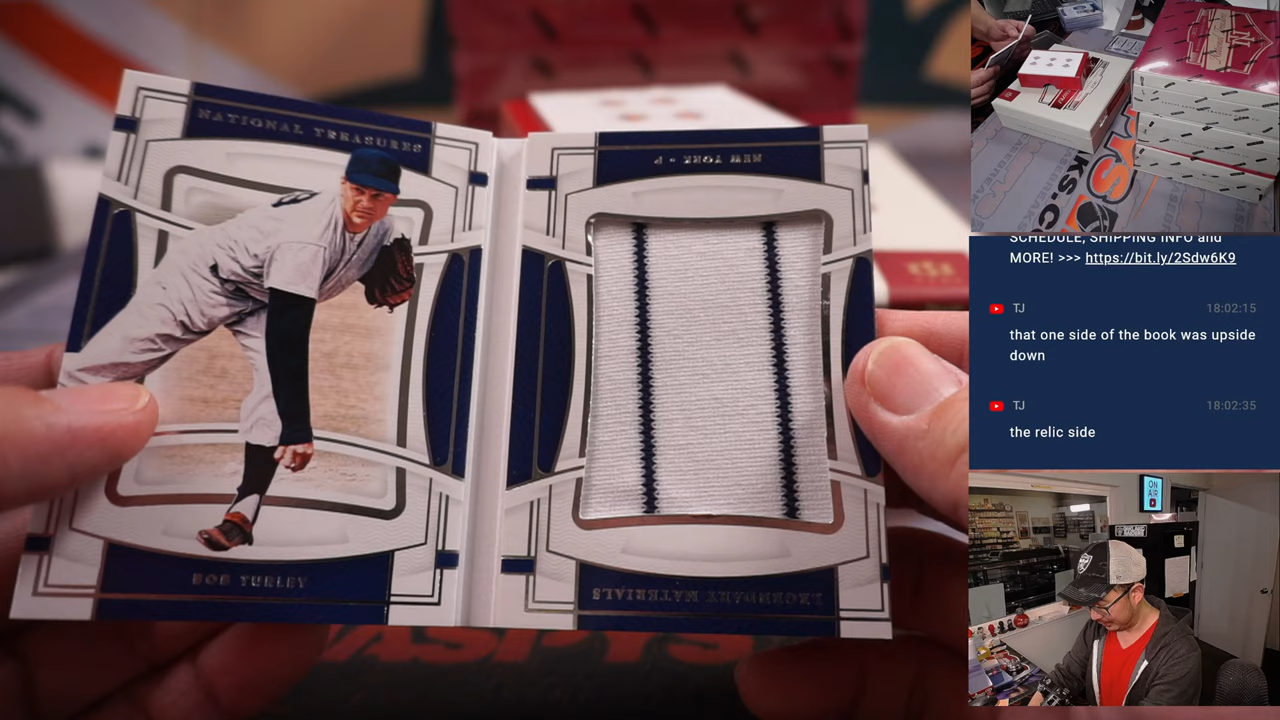 NATIONAL TREASURES
NEW YORK - P
BOB TURLEY
LEGENDARY MATERIALS
SCHEDULE, SHIPPING INFO and
MORE! >>> https://bit.ly/2Sdw6K9
TJ 18:02:15
that one side of the book was upside
down
TJ 18:02:35
the relic side
ON
AIR